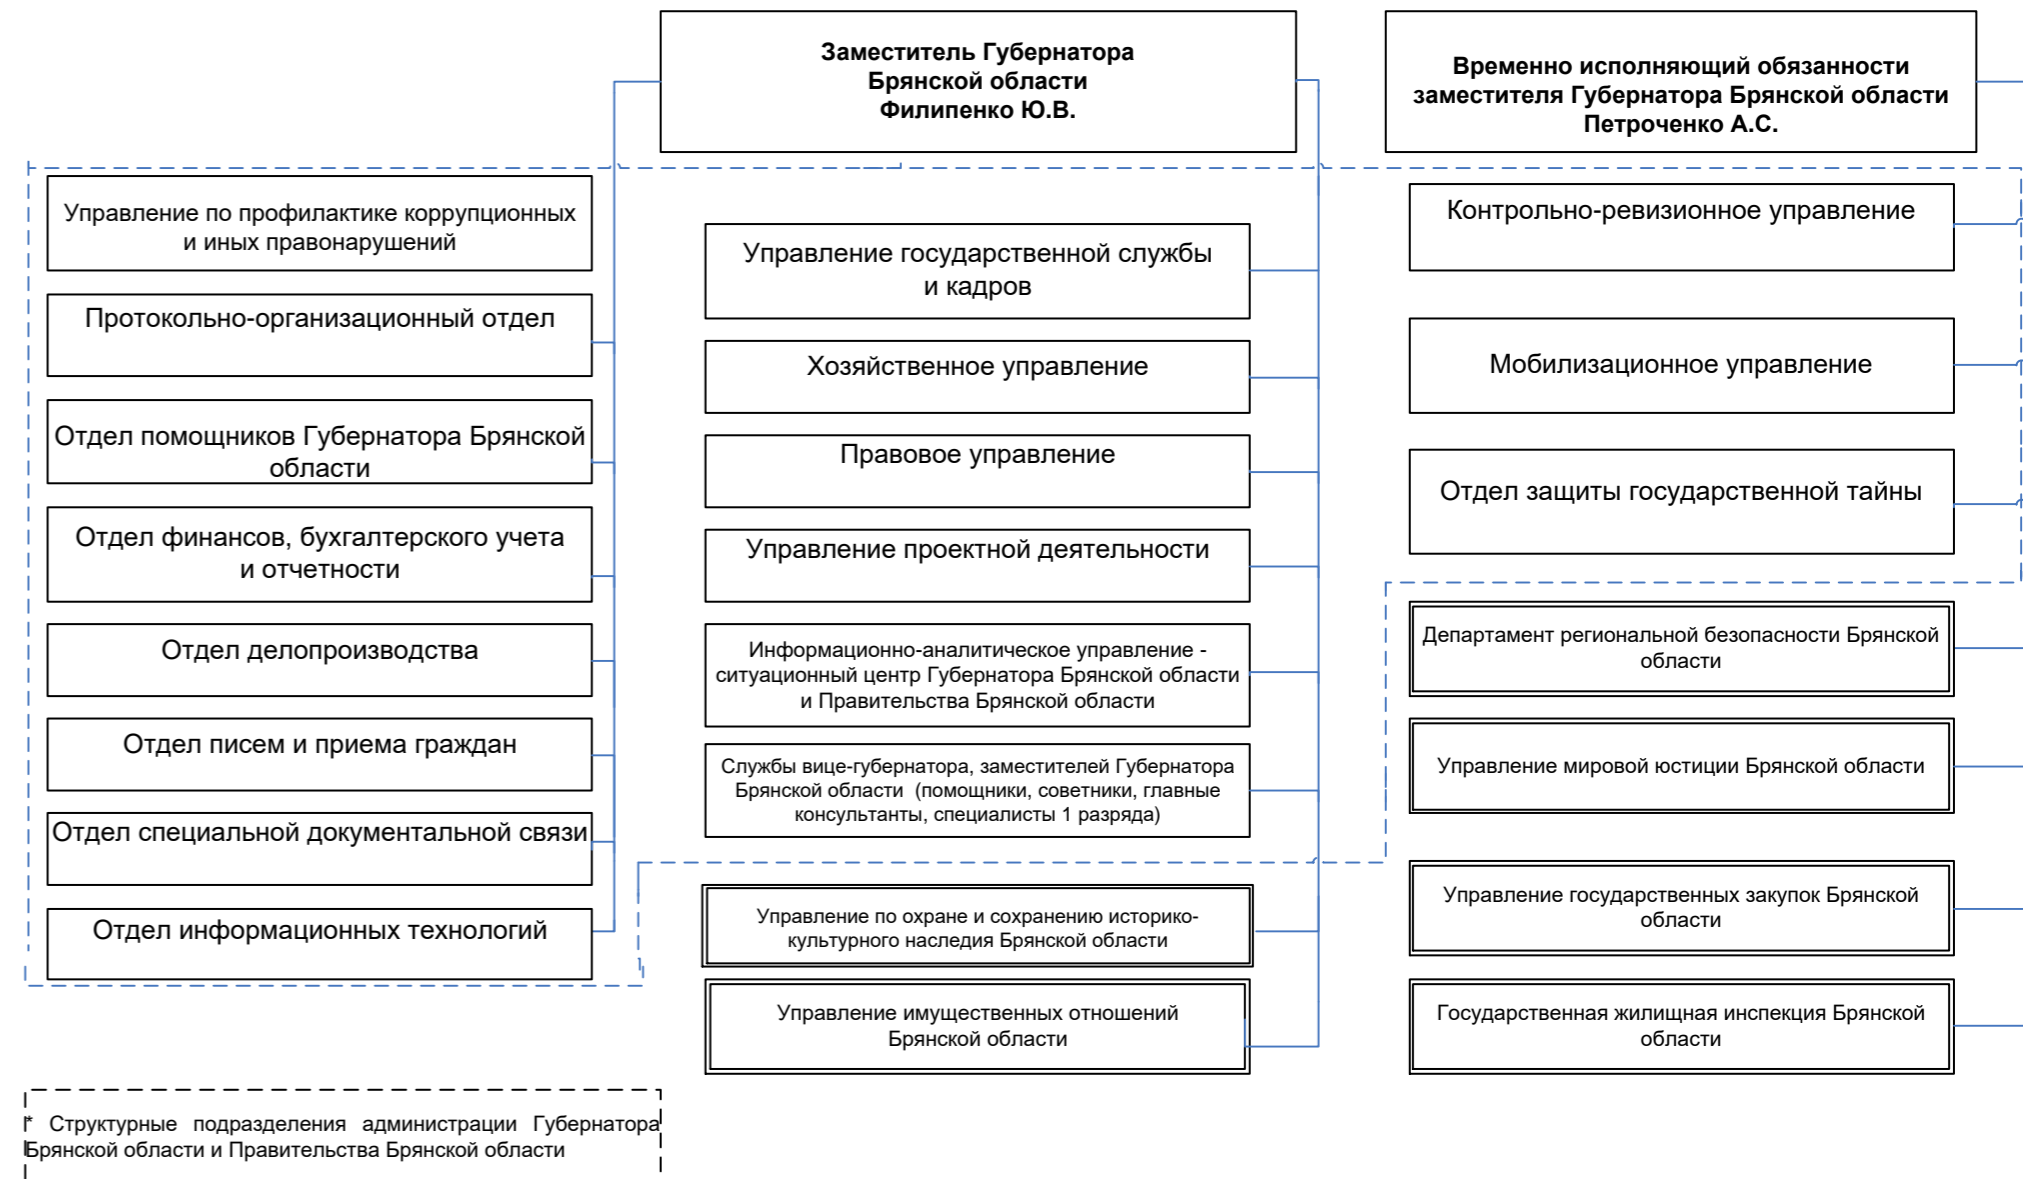 Заместитель Губернатора
Брянской области
Филипенко Ю.В.
Временно исполняющий обязанности
заместителя Губернатора Брянской области
Петроченко А.С.
Управление по профилактике коррупционных
и иных правонарушений
Протокольно-организационный отдел
Отдел помощников Губернатора Брянской
области
Отдел финансов, бухгалтерского учета
и отчетности
Отдел делопроизводства
Отдел писем и приема граждан
Отдел специальной документальной связи
Отдел информационных технологий
Управление государственной службы
и кадров
Хозяйственное управление
Правовое управление
Управление проектной деятельности
Информационно-аналитическое управление -
ситуационный центр Губернатора Брянской области
и Правительства Брянской области
Службы вице-губернатора, заместителей Губернатора
Брянской области (помощники, советники, главные
консультанты, специалисты 1 разряда)
Управление по охране и сохранению историко-
культурного наследия Брянской области
Управление имущественных отношений
Брянской области
Контрольно-ревизионное управление
Мобилизационное управление
Отдел защиты государственной тайны
Департамент региональной безопасности Брянской
области
Управление мировой юстиции Брянской области
Управление государственных закупок Брянской
области
Государственная жилищная инспекция Брянской
области
* Структурные подразделения администрации Губернатора
Брянской области и Правительства Брянской области